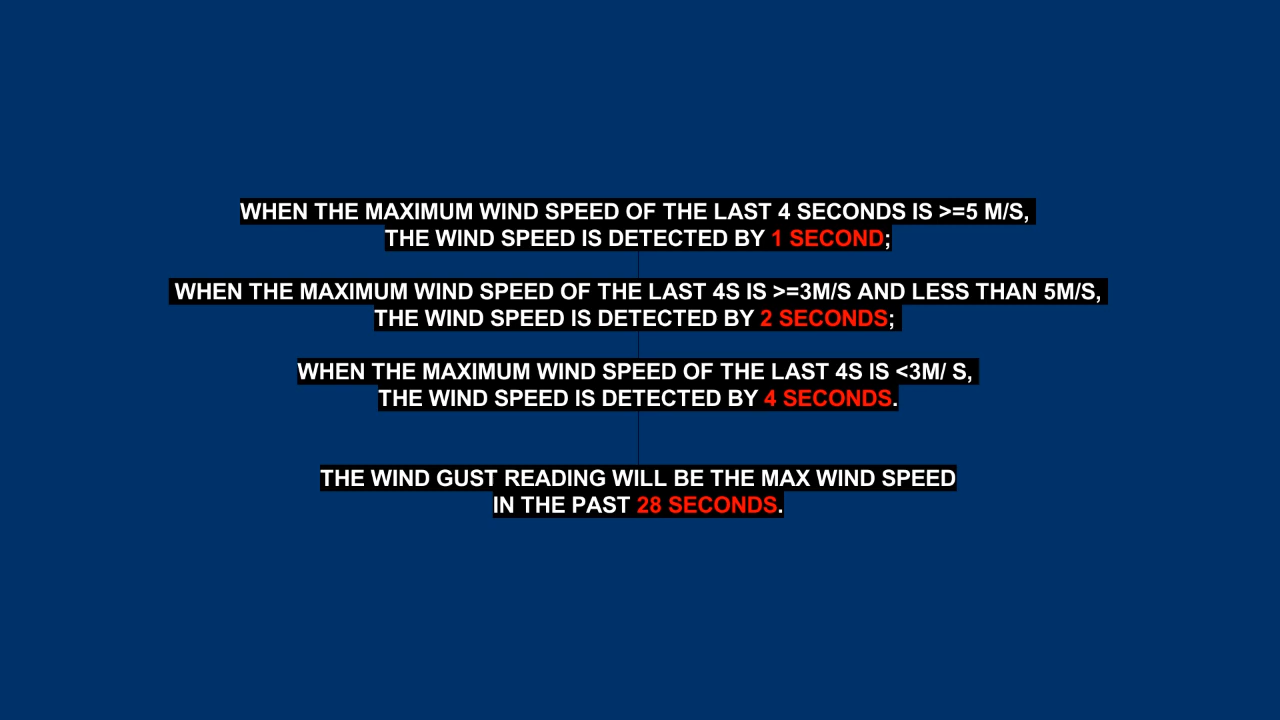 WHEN THE MAXIMUM WIND SPEED OF THE LAST 4 SECONDS IS >=5 M/S,
THE WIND SPEED IS DETECTED BY 1 SECOND;
WHEN THE MAXIMUM WIND SPEED OF THE LAST 4S IS >=3M/S AND LESS THAN 5M/S,
THE WIND SPEED IS DETECTED BY 2 SECONDS;
WHEN THE MAXIMUM WIND SPEED OF THE LAST 4S IS <3M/ S,
THE WIND SPEED IS DETECTED BY 4 SECONDS.
THE WIND GUST READING WILL BE THE MAX WIND SPEED
IN THE PAST 28 SECONDS.